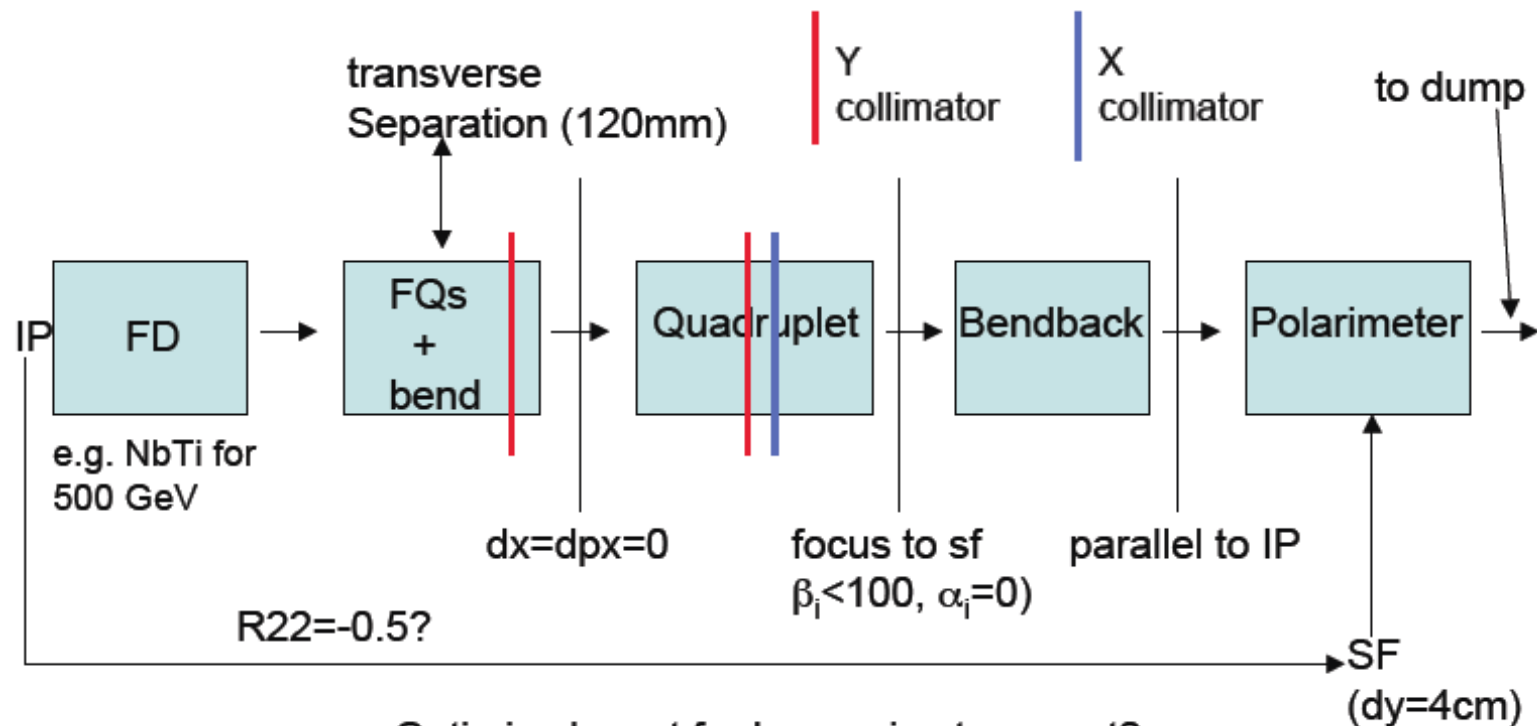 transverse
Separation (120mm)
Y
collimator
X
collimator
to dump
IP
FD
FQs
+
bend
Quadruplet
Bendback
Polarimeter
e.g. NbTi for
500 GeV
dx=dpx=0
focus to sf
βi<100, αi=0)
parallel to IP
R22=-0.5?
SF
(dy=4cm)